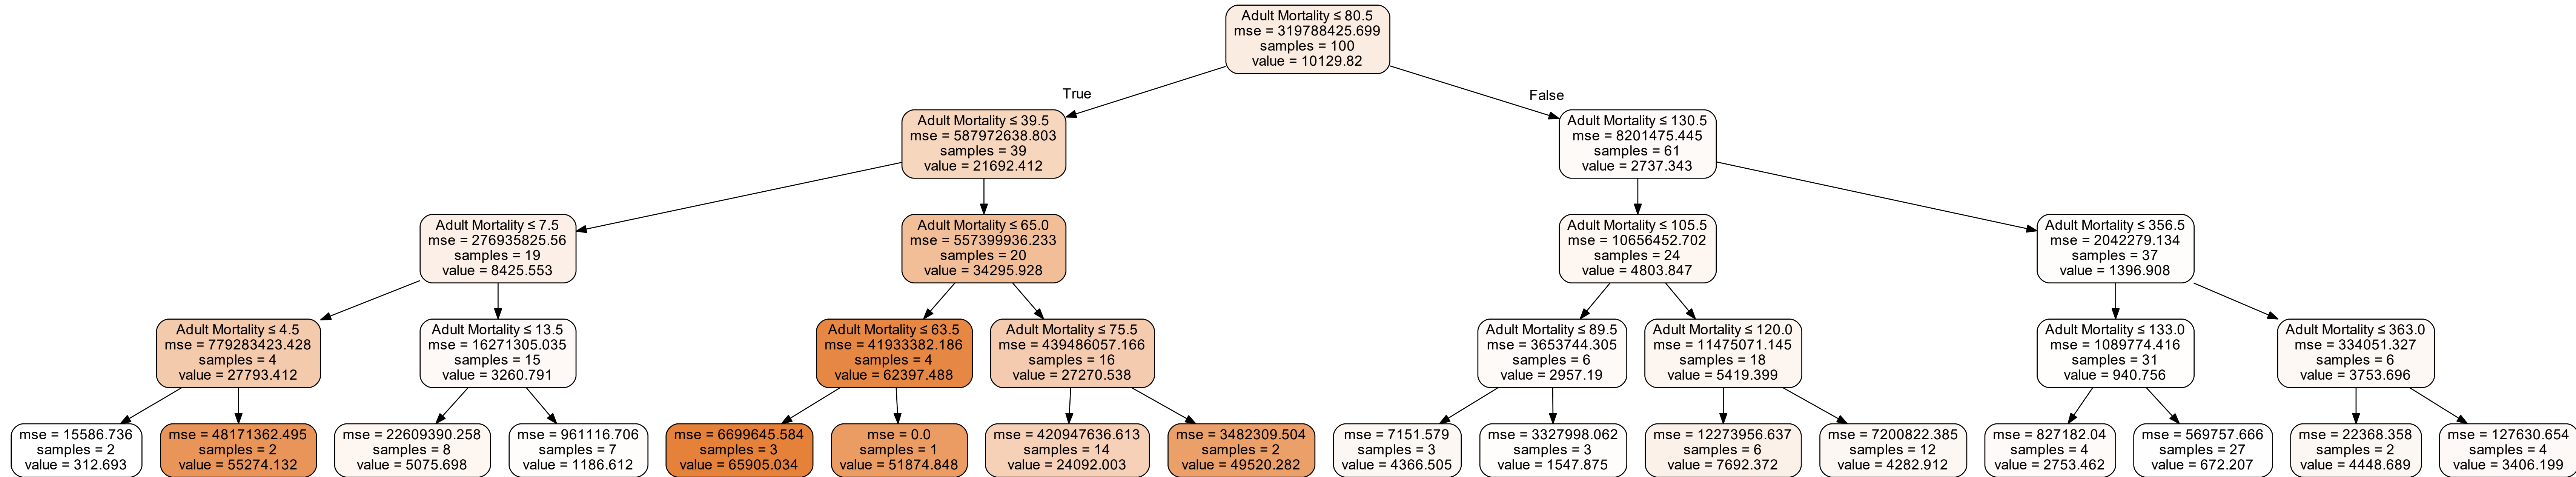 Adult Mortality ≤ 80.5
mse = 319788425.699
samples = 100
value = 10129.82
True
False
Adult Mortality ≤ 39.5
mse = 587972638.803
samples = 39
value = 21692.412
Adult Mortality ≤ 130.5
mse = 8201475.445
samples = 61
value = 2737.343
Adult Mortality ≤ 7.5
mse = 276935825.56
samples = 19
value = 8425.553
Adult Mortality ≤ 65.0
mse = 557399936.233
samples = 20
value = 34295.928
Adult Mortality ≤ 105.5
mse = 10656452.702
samples = 24
value = 4803.847
Adult Mortality ≤ 356.5
mse = 2042279.134
samples = 37
value = 1396.908
Adult Mortality ≤ 4.5
mse = 779283423.428
samples = 4
value = 27793.412
Adult Mortality ≤ 13.5
mse = 16271305.035
samples = 15
value = 3260.791
Adult Mortality ≤ 63.5
mse = 41933382.186
samples = 4
value = 62397.488
Adult Mortality ≤ 75.5
mse = 439486057.166
samples = 16
value = 27270.538
Adult Mortality ≤ 89.5
mse = 3653744.305
samples = 6
value = 2957.19
Adult Mortality ≤ 120.0
mse = 11475071.145
samples = 18
value = 5419.399
Adult Mortality ≤ 133.0
mse = 1089774.416
samples = 31
value = 940.756
Adult Mortality ≤ 363.0
mse = 334051.327
samples = 6
value = 3753.696
mse = 15586.736
samples = 2
value = 312.693
mse = 48171362.495
samples = 2
value = 55274.132
mse = 22609390.258
samples = 8
value = 5075.698
mse = 961116.706
samples = 7
value = 1186.612
mse = 6699645.584
samples = 3
value = 65905.034
mse = 0.0
samples = 1
value = 51874.848
mse = 420947636.613
samples = 14
value = 24092.003
mse = 3482309.504
samples = 2
value = 49520.282
mse = 7151.579
samples = 3
value = 4366.505
mse = 3327998.062
samples = 3
value = 1547.875
mse = 12273956.637
samples = 6
value = 7692.372
mse = 7200822.385
samples = 12
value = 4282.912
mse = 827182.04
samples = 4
value = 2753.462
mse = 569757.666
samples = 27
value = 672.207
mse = 22368.358
samples = 2
value = 4448.689
mse = 127630.654
samples = 4
value = 3406.199